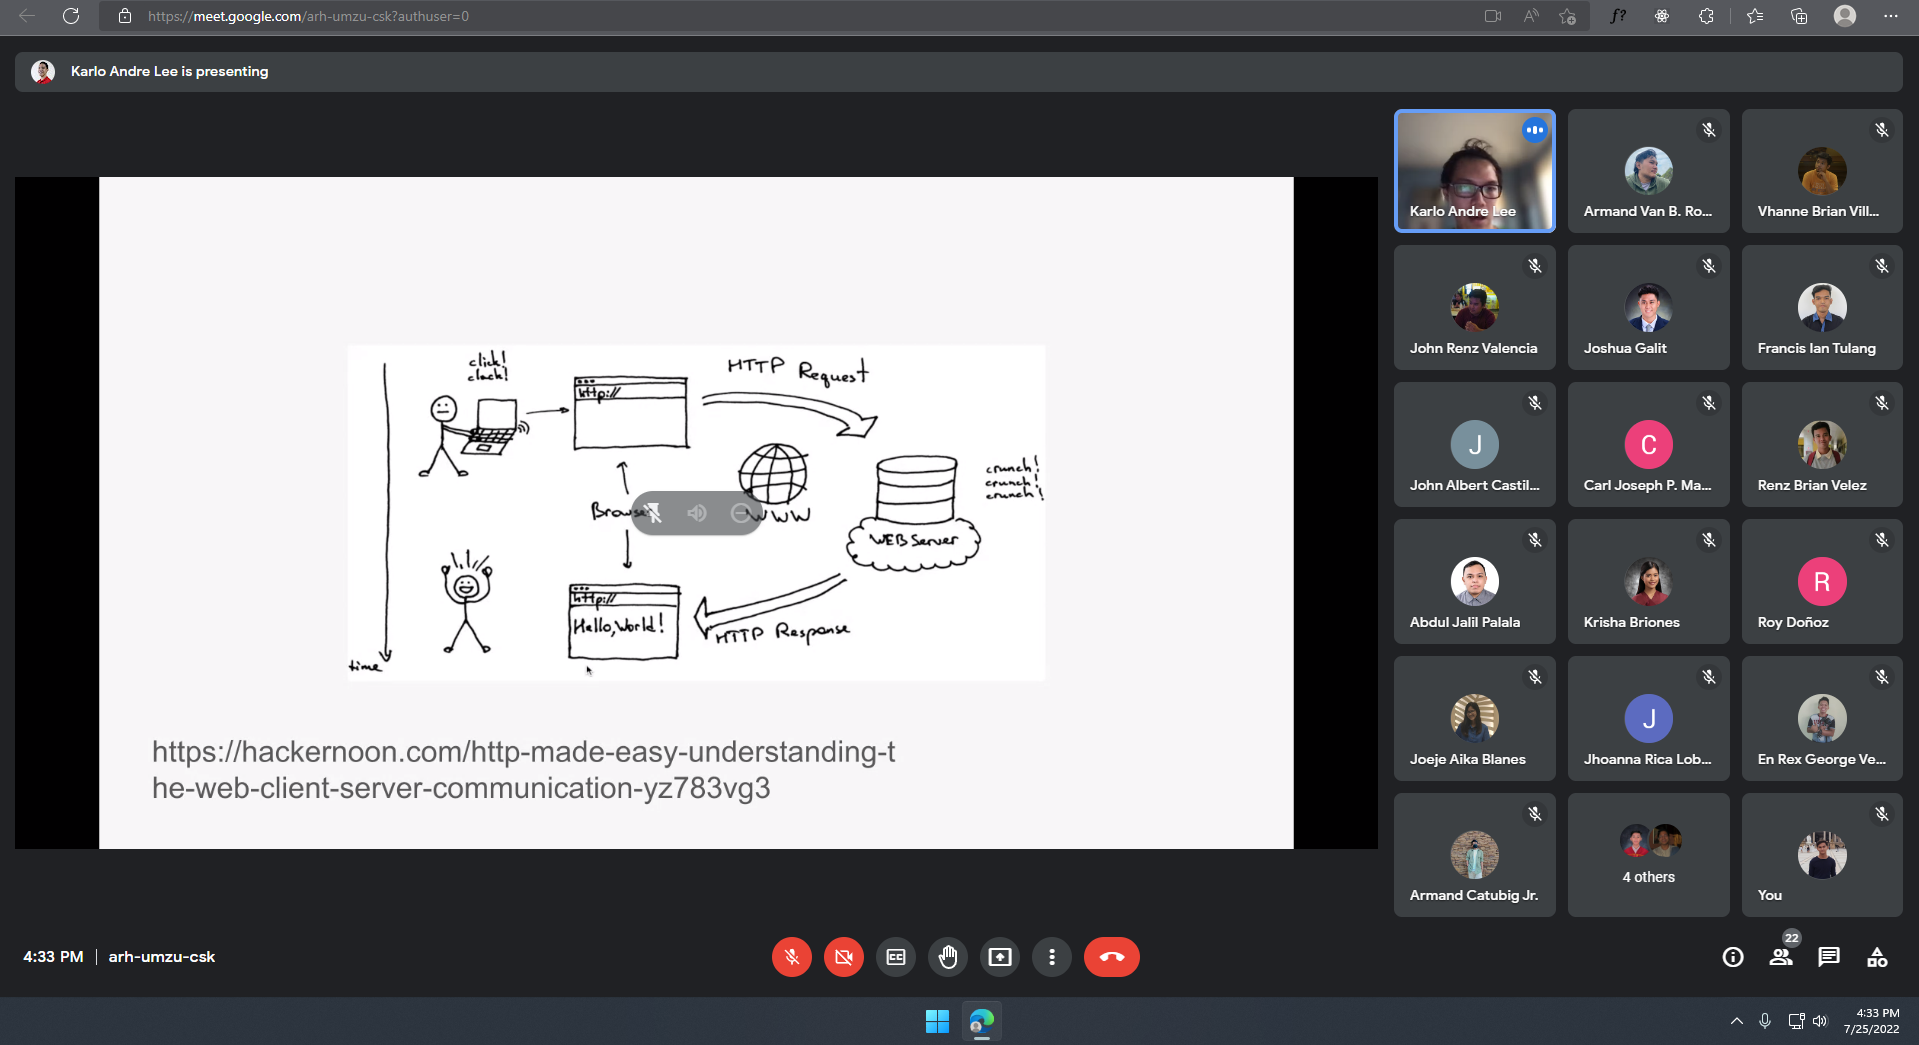 https://meet.google.com/arh-umzu-csk?authuser=0
f?
Karlo Andre Lee is presenting
click!
clack!
http://
HTTP Request
crunch!
crunch!
crunch!
WWW
WEB Server
http://
Hello, World!
HTTP Response
time
https://hackernoon.com/http-made-easy-understanding-t
he-web-client-server-communication-yz783vg3
Karlo Andre Lee
Armand Van B. Ro...
Vhanne Brian Vill...
John Renz Valencia
Joshua Galit
Francis Ian Tulang
J
John Albert Castil...
C
Carl Joseph P. Ma...
Renz Brian Velez
Abdul Jalil Palala
Krisha Briones
R
Roy Doñoz
Joeje Aika Blanes
J
Jhoanna Rica Lob...
En Rex George Ve...
Armand Catubig Jr.
4 others
You
4:33 PM | arh-umzu-csk
CC
22
4:33 PM
7/25/2022